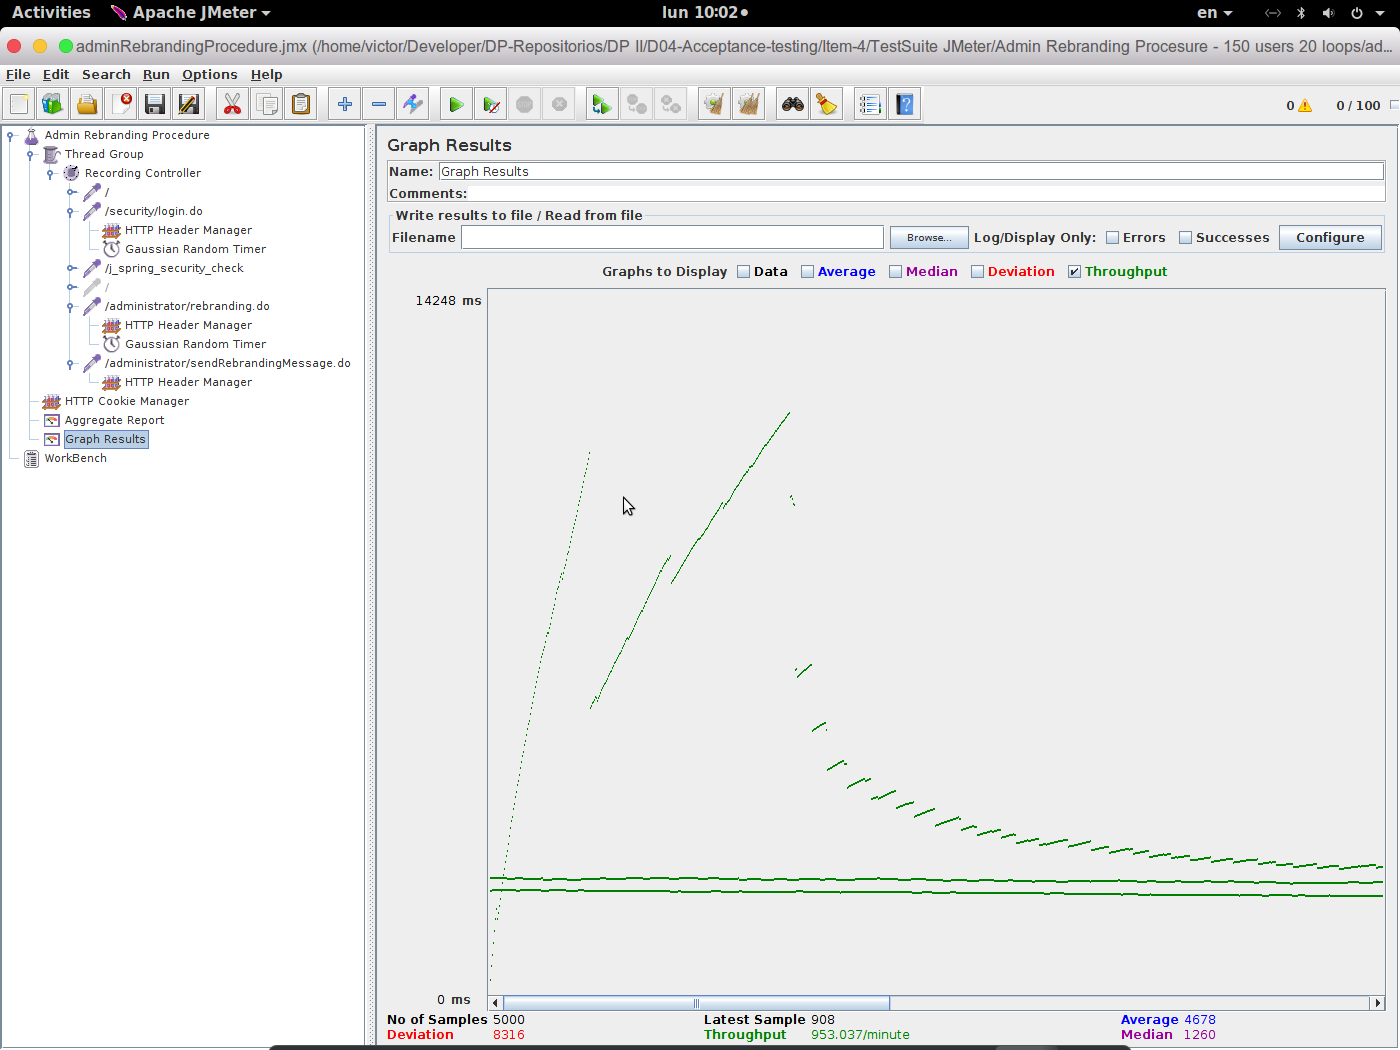 Activities Apache JMeter lun 10:02 en
adminRebrandingProcedure.jmx (/home/victor/Developer/DP-Repositorios/DP II/D04-Acceptance-testing/Item-4/TestSuite JMeter/Admin Rebranding Procesure - 150 users 20 loops/ad...
File Edit Search Run Options Help
0 0 / 100
Admin Rebranding Procedure
Thread Group
Recording Controller
/
/security/login.do
HTTP Header Manager
Gaussian Random Timer
/j_spring_security_check
/
/administrator/rebranding.do
HTTP Header Manager
Gaussian Random Timer
/administrator/sendRebrandingMessage.do
HTTP Header Manager
HTTP Cookie Manager
Aggregate Report
Graph Results
WorkBench
Graph Results
Name: Graph Results
Comments:
Write results to file / Read from file
Filename Browse... Log/Display Only: Errors Successes Configure
Graphs to Display Data Average Median Deviation Throughput
14248 ms
0 ms
No of Samples 5000 Latest Sample 908 Average 4678
Deviation 8316 Throughput 953.037/minute Median 1260